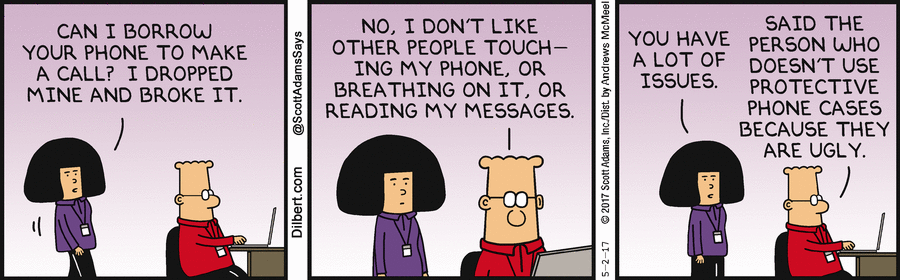 CAN I BORROW
YOUR PHONE TO MAKE
A CALL? I DROPPED
MINE AND BROKE IT.
Dilbert.com @ScottAdamsSays
NO, I DON'T LIKE
OTHER PEOPLE TOUCH-
ING MY PHONE, OR
BREATHING ON IT, OR
READING MY MESSAGES.
5-2-17 © 2017 Scott Adams, Inc./Dist. by Andrews McMeel
YOU HAVE
A LOT OF
ISSUES.
SAID THE
PERSON WHO
DOESN'T USE
PROTECTIVE
PHONE CASES
BECAUSE THEY
ARE UGLY.